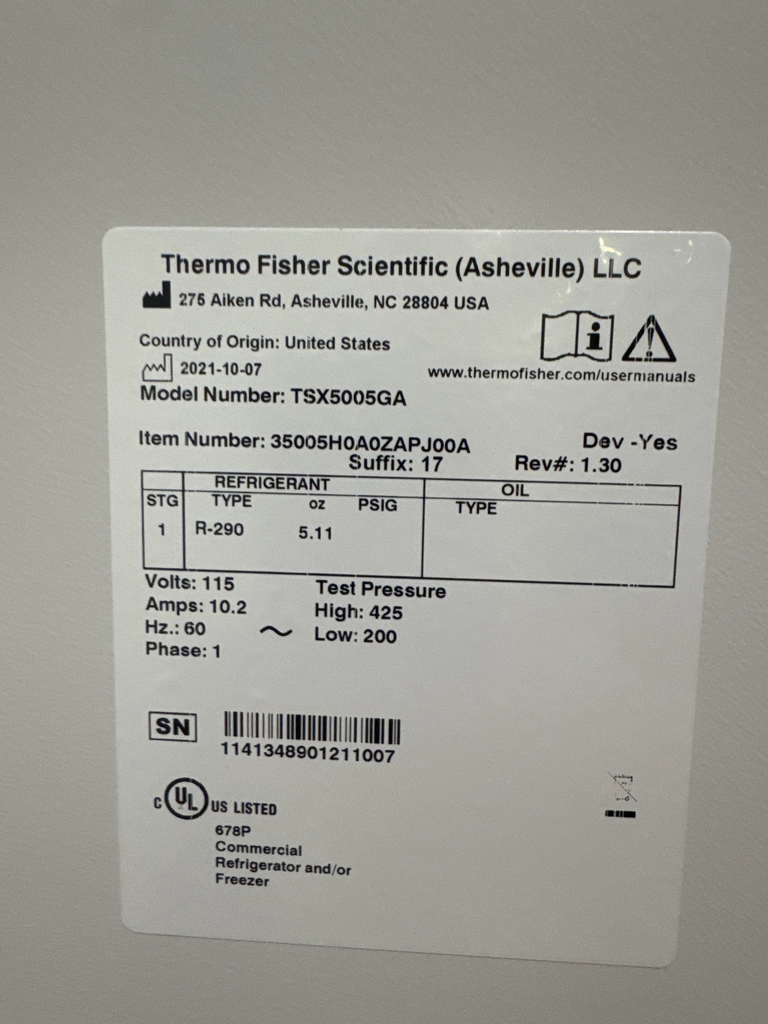 Thermo Fisher Scientific (Asheville) LLC
275 Aiken Rd, Asheville, NC 28804 USA
Country of Origin: United States
2021-10-07
www.thermofisher.com/usermanuals
Model Number: TSX5005GA
Item Number: 35005H0A0ZAPJ00A Dev -Yes
Suffix: 17 Rev#: 1.30
REFRIGERANT OIL
STG TYPE oz PSIG TYPE
1 R-290 5.11
Volts: 115 Test Pressure
Amps: 10.2 High: 425
Hz.: 60 ~ Low: 200
Phase: 1
SN
1141348901211007
C UL US LISTED
678P
Commercial
Refrigerator and/or
Freezer